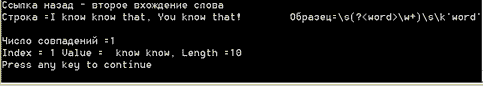 Ссылка назад - второе вхождение слова
Строка =I know know that, You know that! Образец=\s(?<word>\w+)\s\k'word'
Число совпадений =1
Index = 1 Value =  know know, Length =10
Press any key to continue